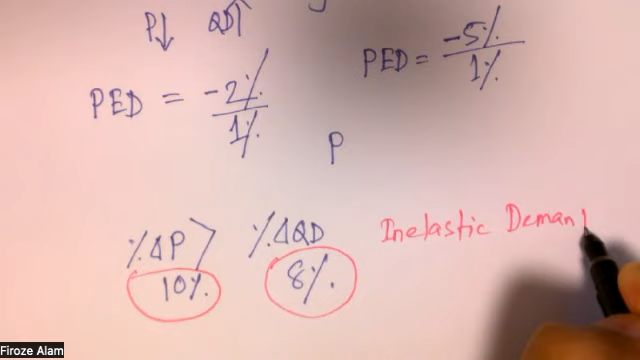 P↓ QD↑
PED = -2%/1%
PED = -5%/1%
P
%ΔP > %ΔQD
10% 8%.
Inelastic Deman
Firoze Alam